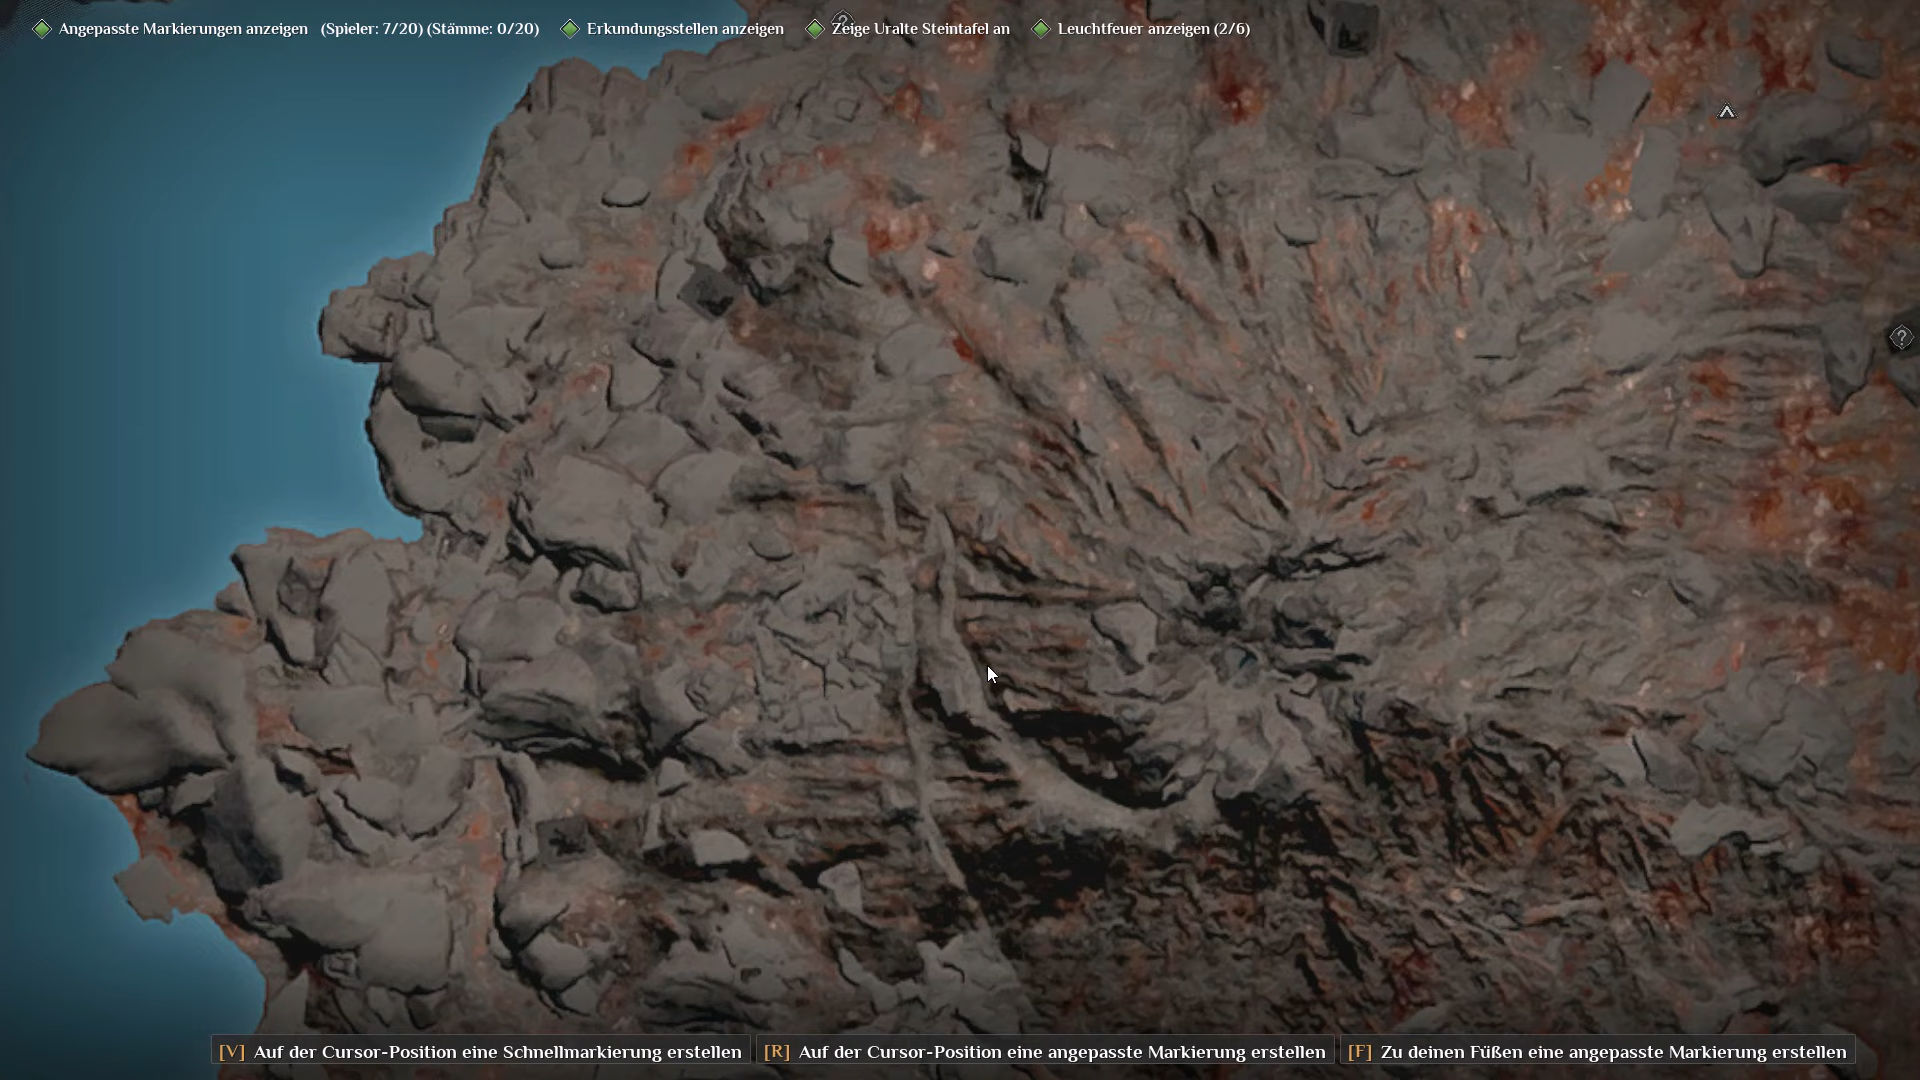 Angepasste Markierungen anzeigen (Spieler: 7/20) (Stämme: 0/20) Erkundungsstellen anzeigen Zeige Uralte Steintafel an Leuchtfeuer anzeigen (2/6)
?
?
[V] Auf der Cursor-Position eine Schnellmarkierung erstellen [R] Auf der Cursor-Position eine angepasste Markierung erstellen [F] Zu deinen Füßen eine angepasste Markierung erstellen